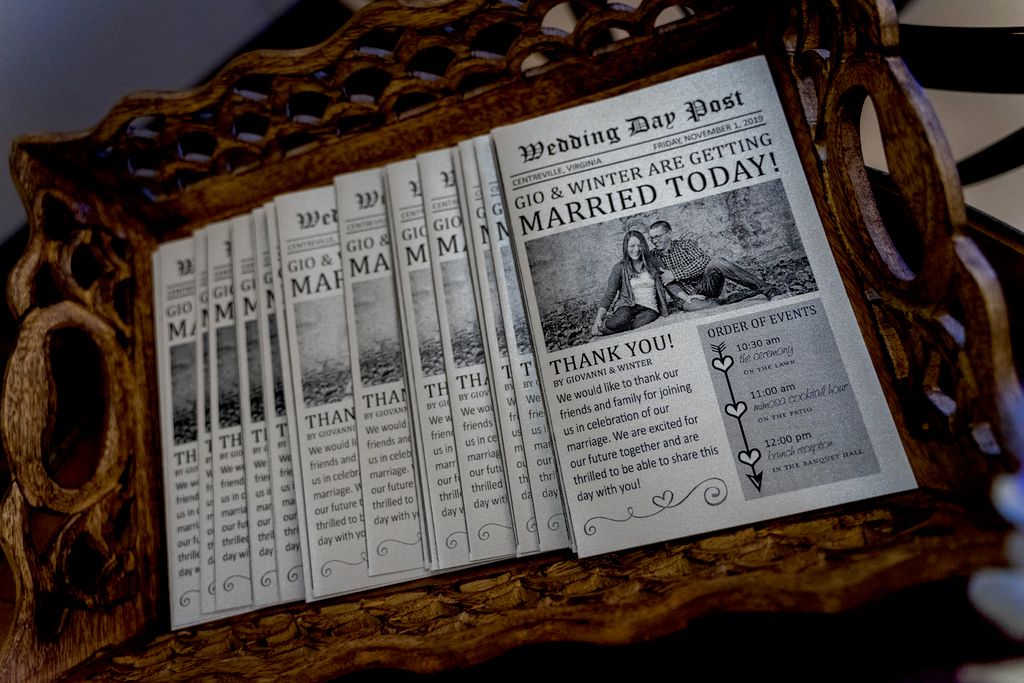 Wedding Day Post
CENTREVILLE, VIRGINIA FRIDAY, NOVEMBER 1, 2019
GIO & WINTER ARE GETTING
MARRIED TODAY!
THANK YOU!
BY GIOVANNI & WINTER
We would like to thank our
friends and family for joining
us in celebration of our
marriage. We are excited for
our future together and are
thrilled to be able to share this
day with you!
ORDER OF EVENTS
10:30 am
the ceremony
ON THE LAWN
11:00 am
mimosa cocktail hour
ON THE PATIO
12:00 pm
brunch reception
IN THE BANQUET HALL